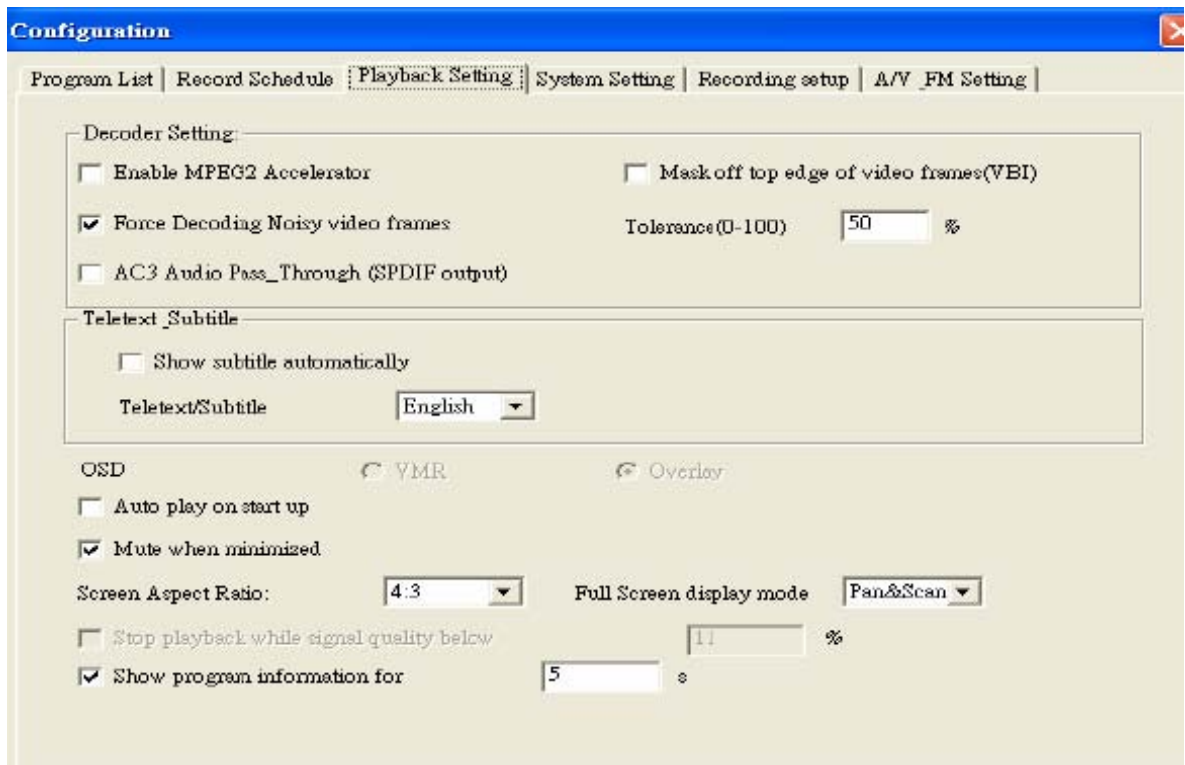 Configuration
Program List | Record Schedule | Playback Setting | System Setting | Recording setup | A/V _FM Setting
Decoder Setting:
Enable MPEG2 Accelerator Mask off top edge of video frames(VBI)
Force Decoding Noisy video frames Tolerance(0-100) 50 %
AC3 Audio Pass_Through (SPDIF output)
Teletext_Subtitle
Show subtitle automatically
Teletext/Subtitle English
OSD VMR Overlay
Auto play on start up
Mute when minimized
Screen Aspect Ratio: 4:3 Full Screen display mode Pan&Scan
Stop playback while signal quality below 11 %
Show program information for 5 s